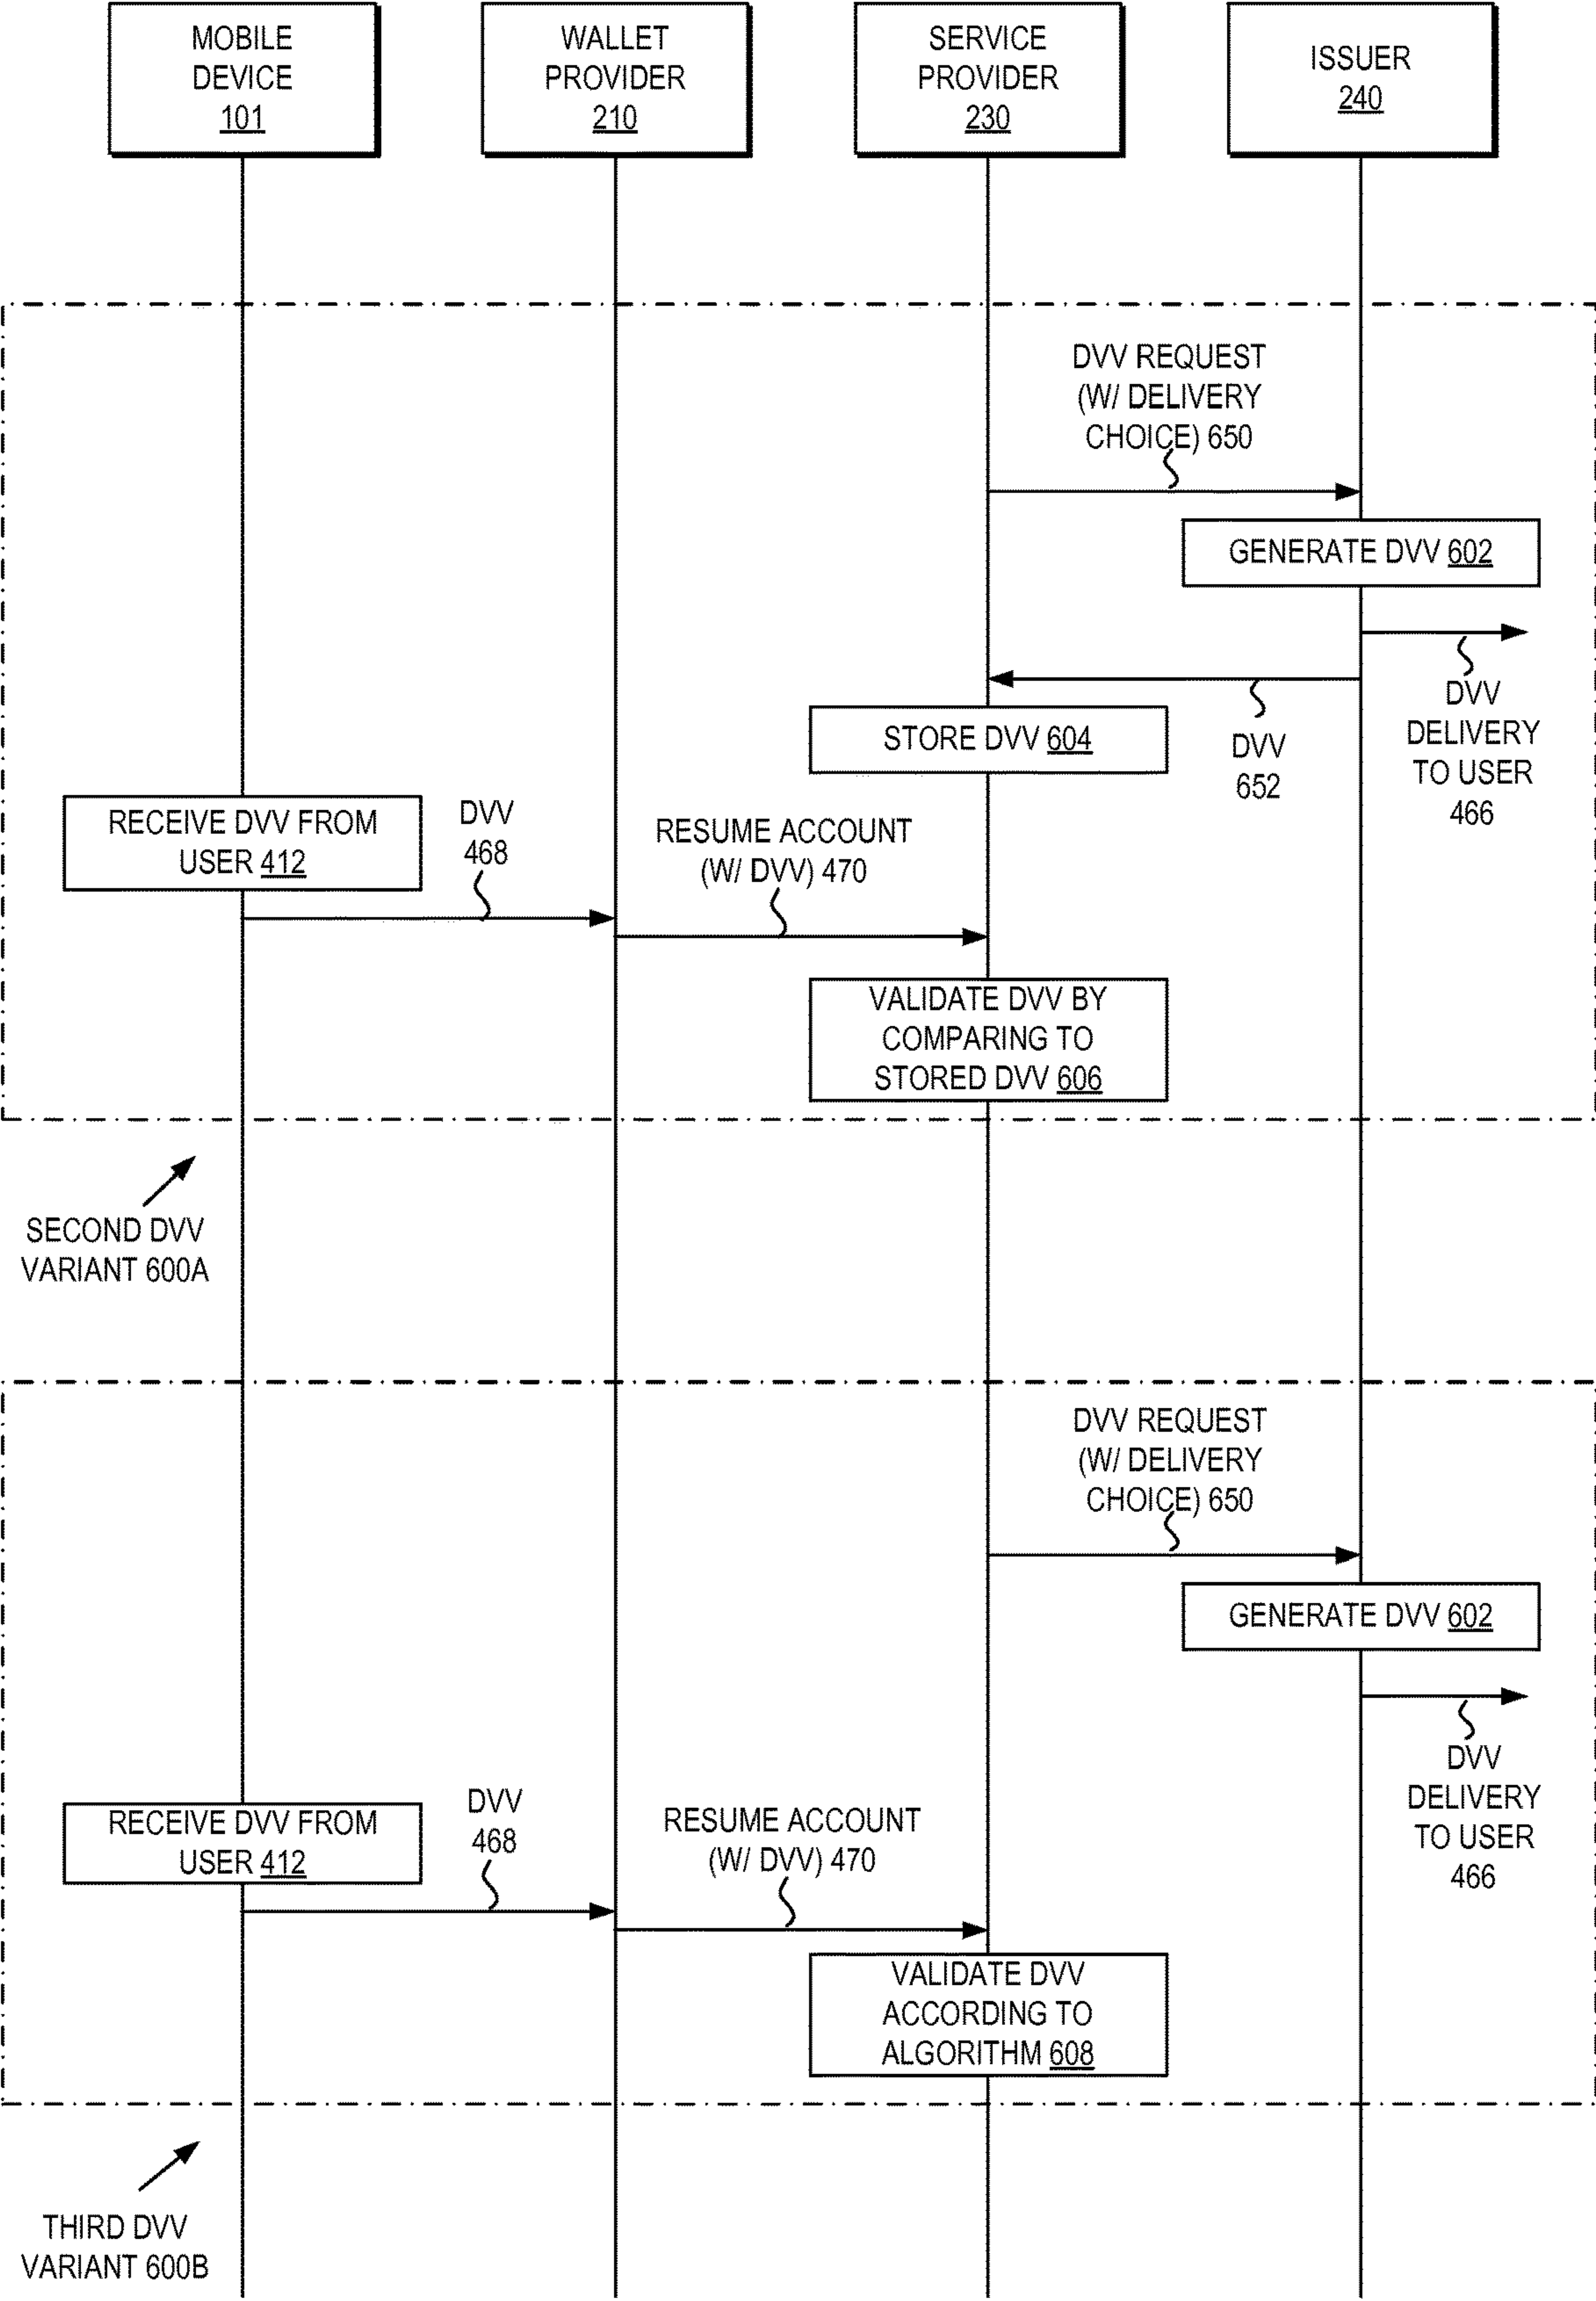 MOBILE
DEVICE
101
WALLET
PROVIDER
210
SERVICE
PROVIDER
230
ISSUER
240
DVV REQUEST
(W/ DELIVERY
CHOICE) 650
GENERATE DVV 602
DVV
DELIVERY
TO USER
466
DVV
652
STORE DVV 604
RECEIVE DVV FROM
USER 412
DVV
468
RESUME ACCOUNT
(W/ DVV) 470
VALIDATE DVV BY
COMPARING TO
STORED DVV 606
SECOND DVV
VARIANT 600A
DVV REQUEST
(W/ DELIVERY
CHOICE) 650
GENERATE DVV 602
DVV
DELIVERY
TO USER
466
RECEIVE DVV FROM
USER 412
DVV
468
RESUME ACCOUNT
(W/ DVV) 470
VALIDATE DVV
ACCORDING TO
ALGORITHM 608
THIRD DVV
VARIANT 600B